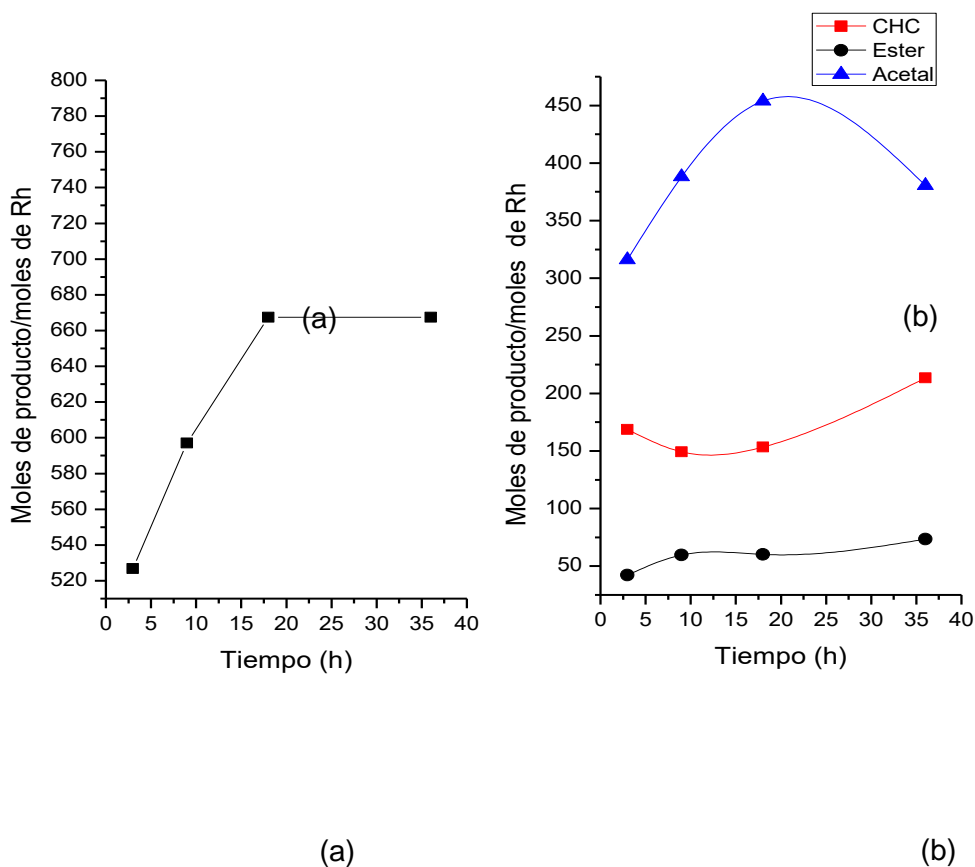 CHC
Ester
Acetal
800
780
760
740
720
700
680
660
640
620
600
580
560
540
520
0 5 10 15 20 25 30 35 40
Moles de producto/moles de Rh
Tiempo (h)
(a)
450
400
350
300
250
200
150
100
50
0 5 10 15 20 25 30 35 40
Moles de producto/moles de Rh
Tiempo (h)
(b)
(a) (b)